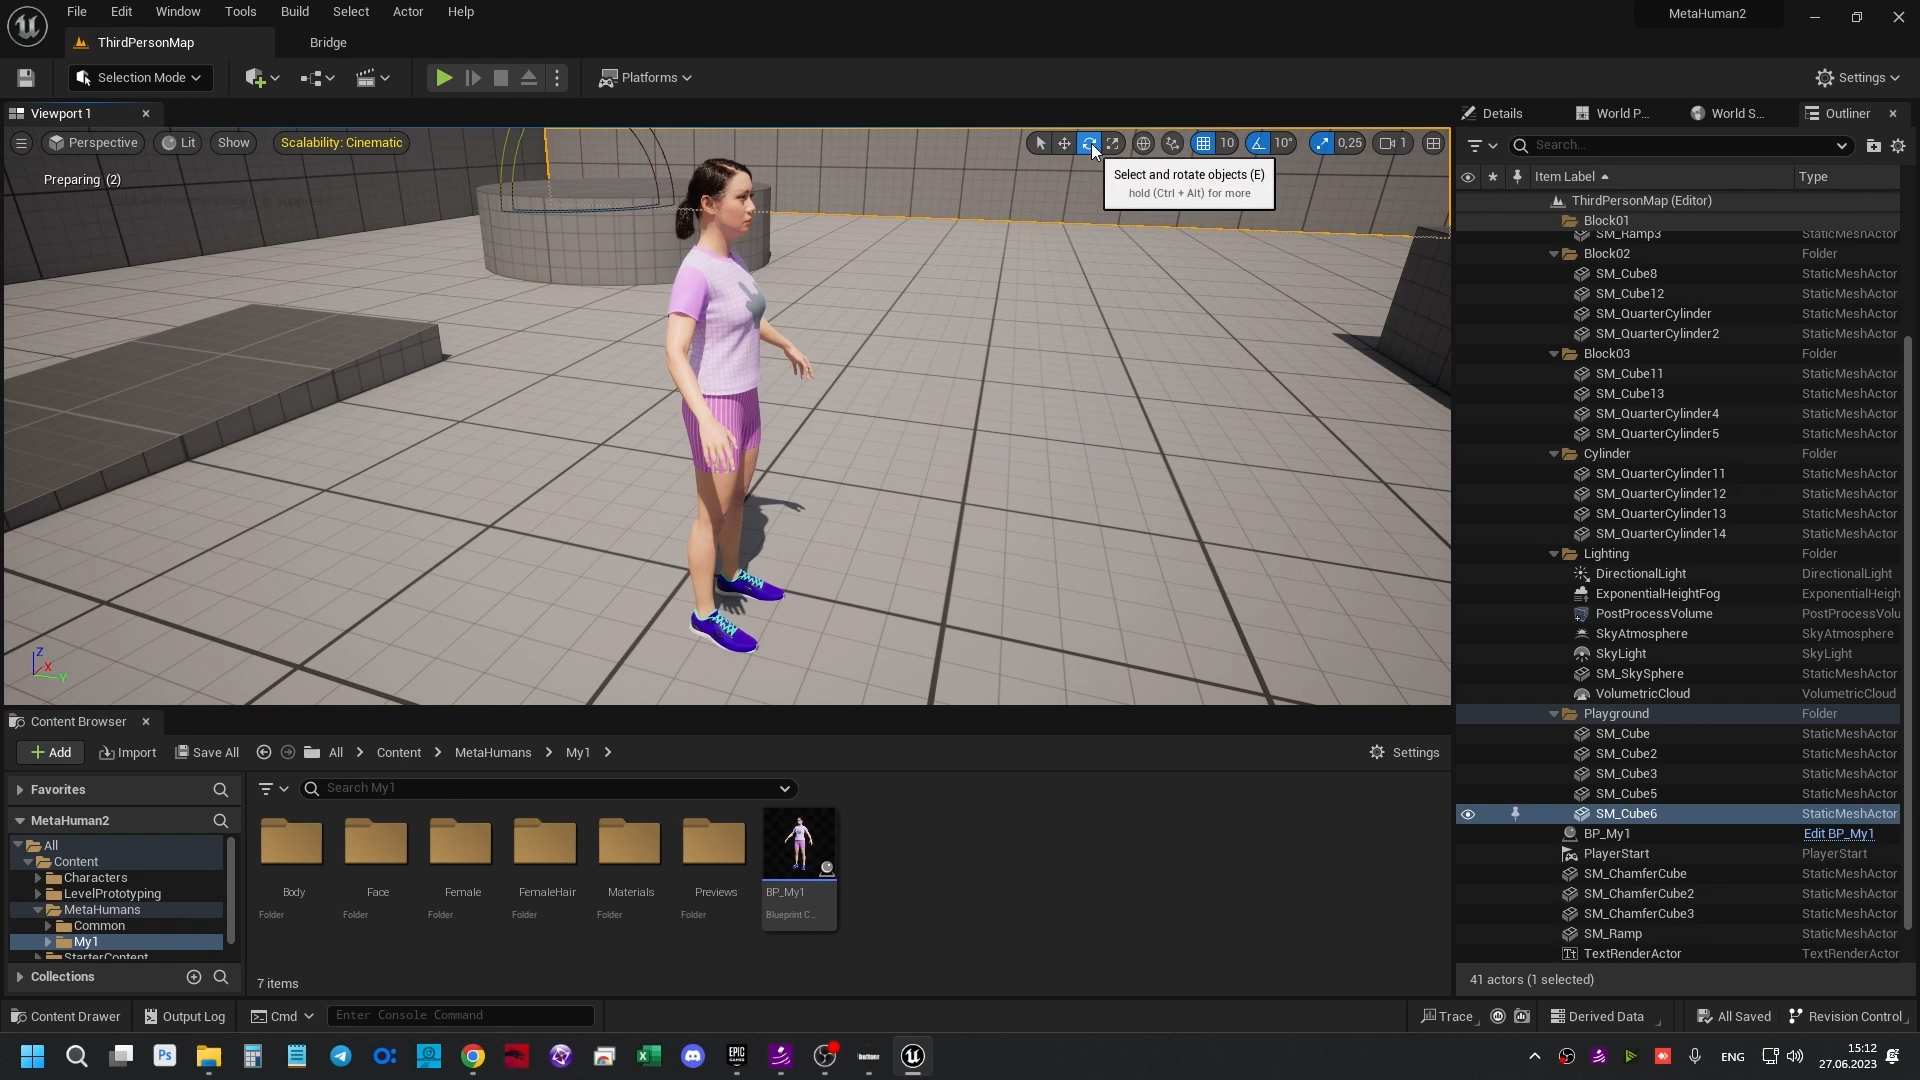 File Edit Window Tools Build Select Actor Help
MetaHuman2
ThirdPersonMap
Bridge
Selection Mode
Platforms
Settings
Viewport 1
Perspective
Lit
Show
Scalability: Cinematic
10
10°
0,25
1
Preparing (2)
Select and rotate objects (E)
hold (Ctrl + Alt) for more
Z
X
Y
Details
World P...
World S...
Outliner
Search...
Item Label
Type
ThirdPersonMap (Editor)
Block01
SM_Ramp3 StaticMeshActor
Block02 Folder
SM_Cube8 StaticMeshActor
SM_Cube12 StaticMeshActor
SM_QuarterCylinder StaticMeshActor
SM_QuarterCylinder2 StaticMeshActor
Block03 Folder
SM_Cube11 StaticMeshActor
SM_Cube13 StaticMeshActor
SM_QuarterCylinder4 StaticMeshActor
SM_QuarterCylinder5 StaticMeshActor
Cylinder Folder
SM_QuarterCylinder11 StaticMeshActor
SM_QuarterCylinder12 StaticMeshActor
SM_QuarterCylinder13 StaticMeshActor
SM_QuarterCylinder14 StaticMeshActor
Lighting Folder
DirectionalLight DirectionalLight
ExponentialHeightFog ExponentialHeigh
PostProcessVolume PostProcessVolu
SkyAtmosphere SkyAtmosphere
SkyLight SkyLight
SM_SkySphere StaticMeshActor
VolumetricCloud VolumetricCloud
Playground Folder
SM_Cube StaticMeshActor
SM_Cube2 StaticMeshActor
SM_Cube3 StaticMeshActor
SM_Cube5 StaticMeshActor
SM_Cube6 StaticMeshActor
BP_My1 Edit BP_My1
PlayerStart PlayerStart
SM_ChamferCube StaticMeshActor
SM_ChamferCube2 StaticMeshActor
SM_ChamferCube3 StaticMeshActor
SM_Ramp StaticMeshActor
TextRenderActor TextRenderActor
41 actors (1 selected)
Content Browser
Add
Import
Save All
All
Content
MetaHumans
My1
Settings
Favorites
MetaHuman2
All
Content
Characters
LevelPrototyping
MetaHumans
Common
My1
StarterContent
Collections
Search My1
Body
Folder
Face
Folder
Female
Folder
FemaleHair
Folder
Materials
Folder
Previews
Folder
BP_My1
Blueprint C...
7 items
Content Drawer
Output Log
Cmd
Enter Console Command
Trace
Derived Data
All Saved
Revision Control
Ps
EPIC
GAMES
button+
ENG
15:12
27.06.2023